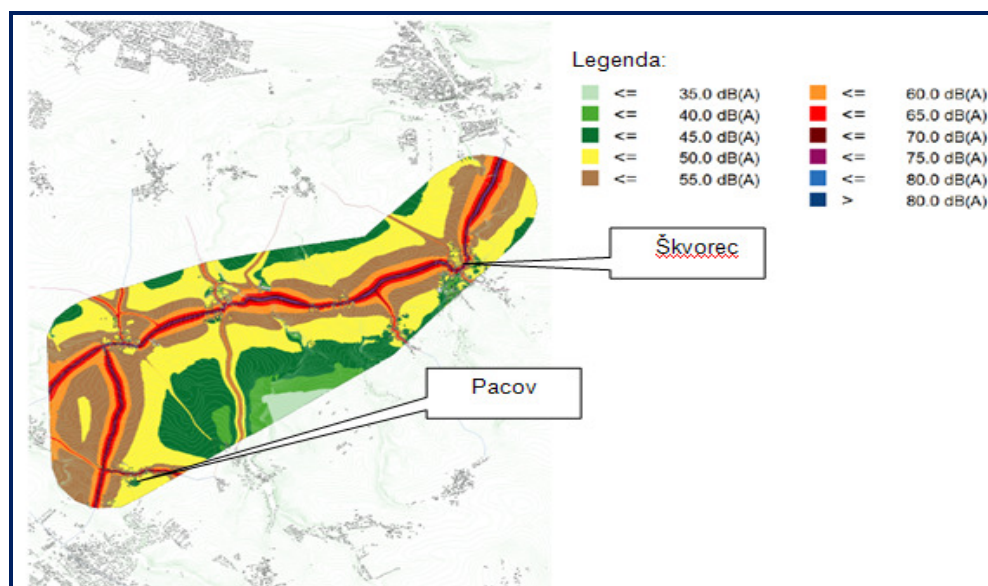 Legenda:
<= 35.0 dB(A)
<= 40.0 dB(A)
<= 45.0 dB(A)
<= 50.0 dB(A)
<= 55.0 dB(A)
<= 60.0 dB(A)
<= 65.0 dB(A)
<= 70.0 dB(A)
<= 75.0 dB(A)
<= 80.0 dB(A)
> 80.0 dB(A)
Škvorec
Pacov